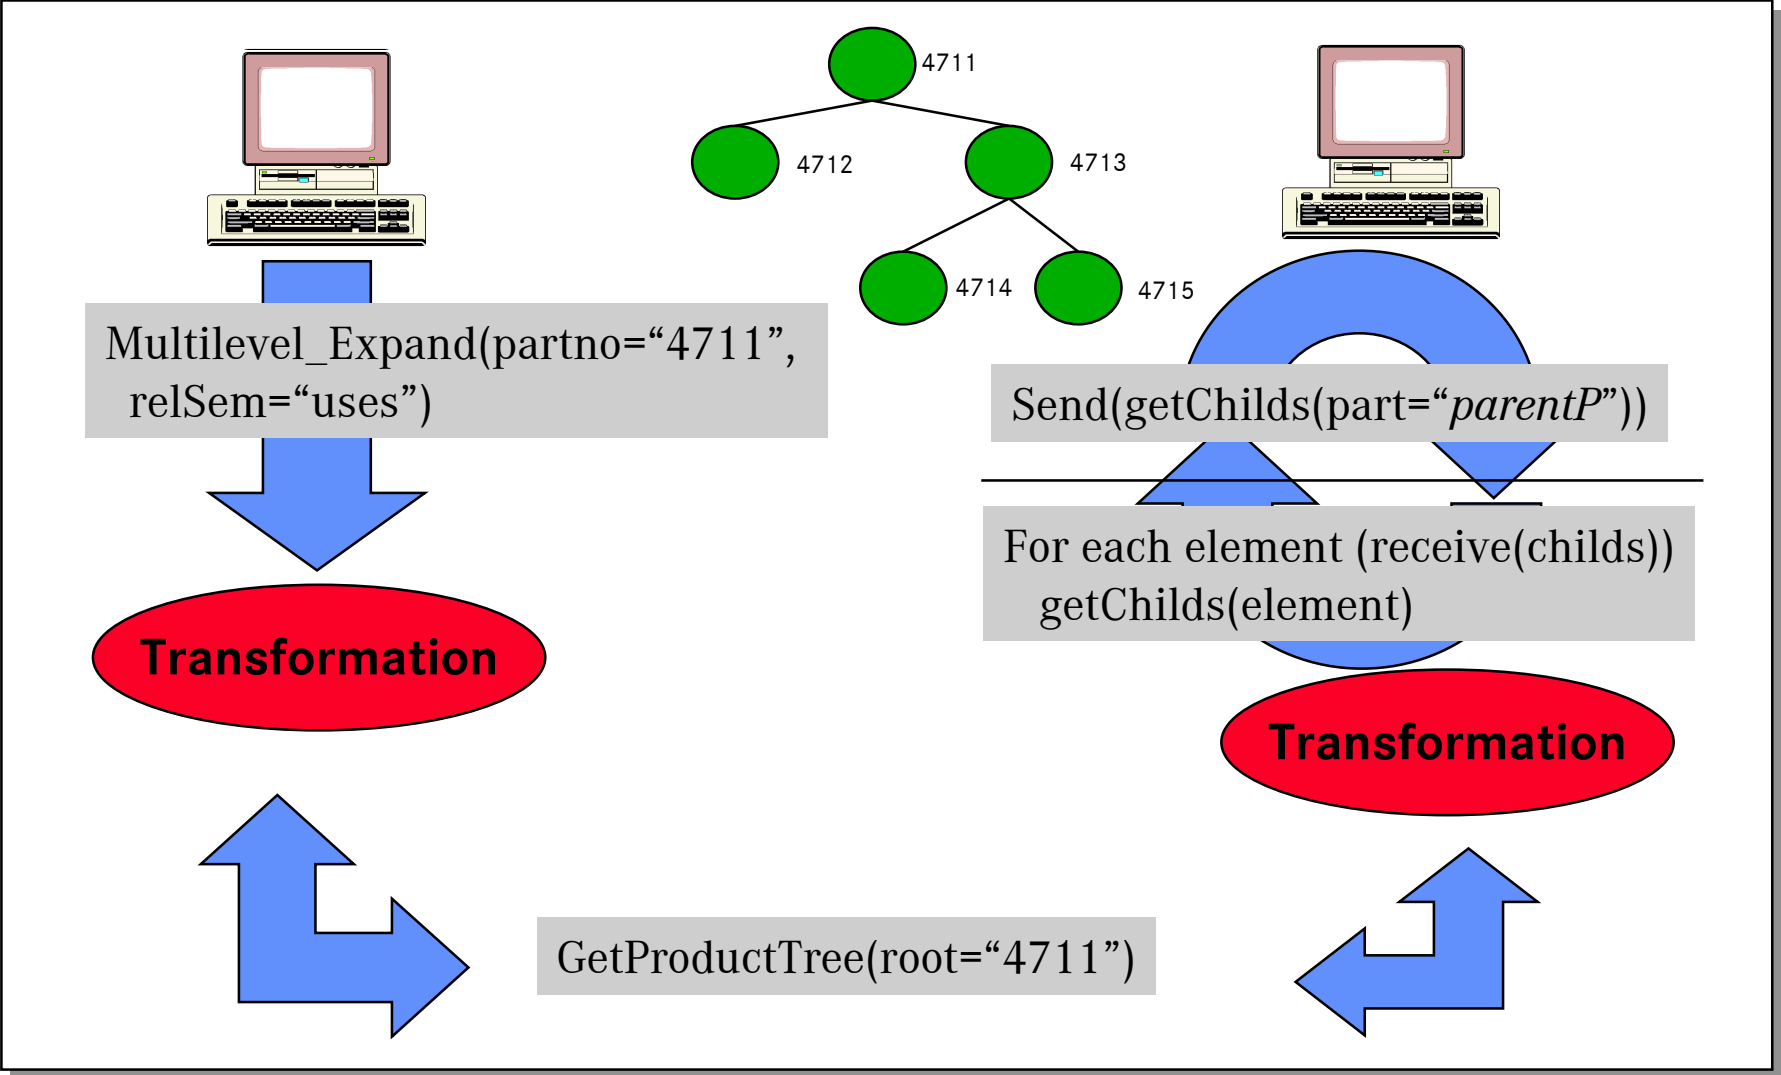 4711
4712
4713
4714
4715
Multilevel_Expand(partno=“4711”,
relSem=“uses”)
Send(getChilds(part=“parentP”))
For each element (receive(childs))
getChilds(element)
Transformation
Transformation
GetProductTree(root=“4711”)